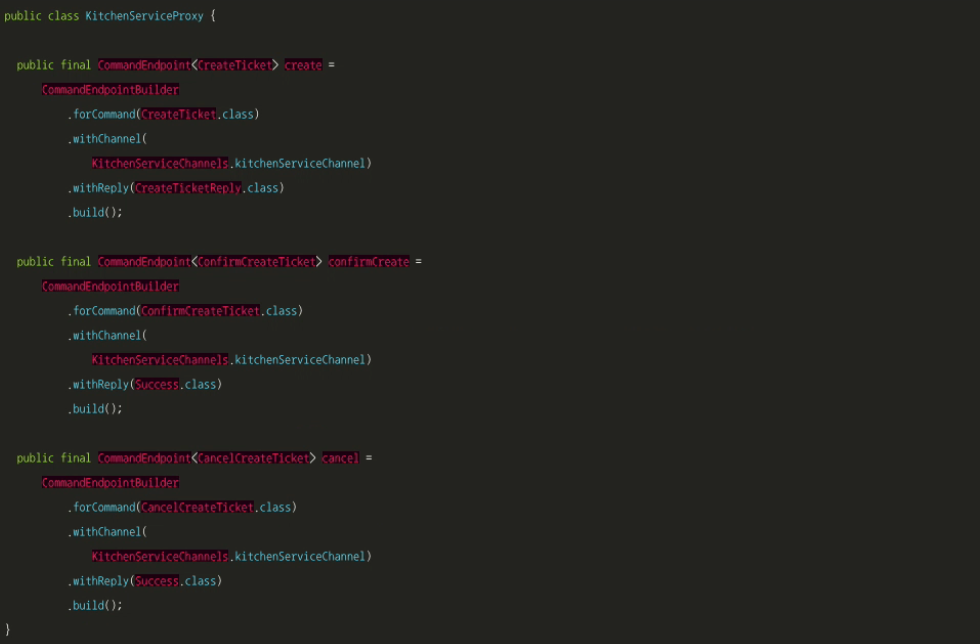 public class KitchenServiceProxy {
public final CommandEndpoint<CreateTicket> create =
CommandEndpointBuilder
.forCommand(CreateTicket.class)
.withChannel(
KitchenServiceChannels.kitchenServiceChannel)
.withReply(CreateTicketReply.class)
.build();
public final CommandEndpoint<ConfirmCreateTicket> confirmCreate =
CommandEndpointBuilder
.forCommand(ConfirmCreateTicket.class)
.withChannel(
KitchenServiceChannels.kitchenServiceChannel)
.withReply(Success.class)
.build();
public final CommandEndpoint<CancelCreateTicket> cancel =
CommandEndpointBuilder
.forCommand(CancelCreateTicket.class)
.withChannel(
KitchenServiceChannels.kitchenServiceChannel)
.withReply(Success.class)
.build();
}